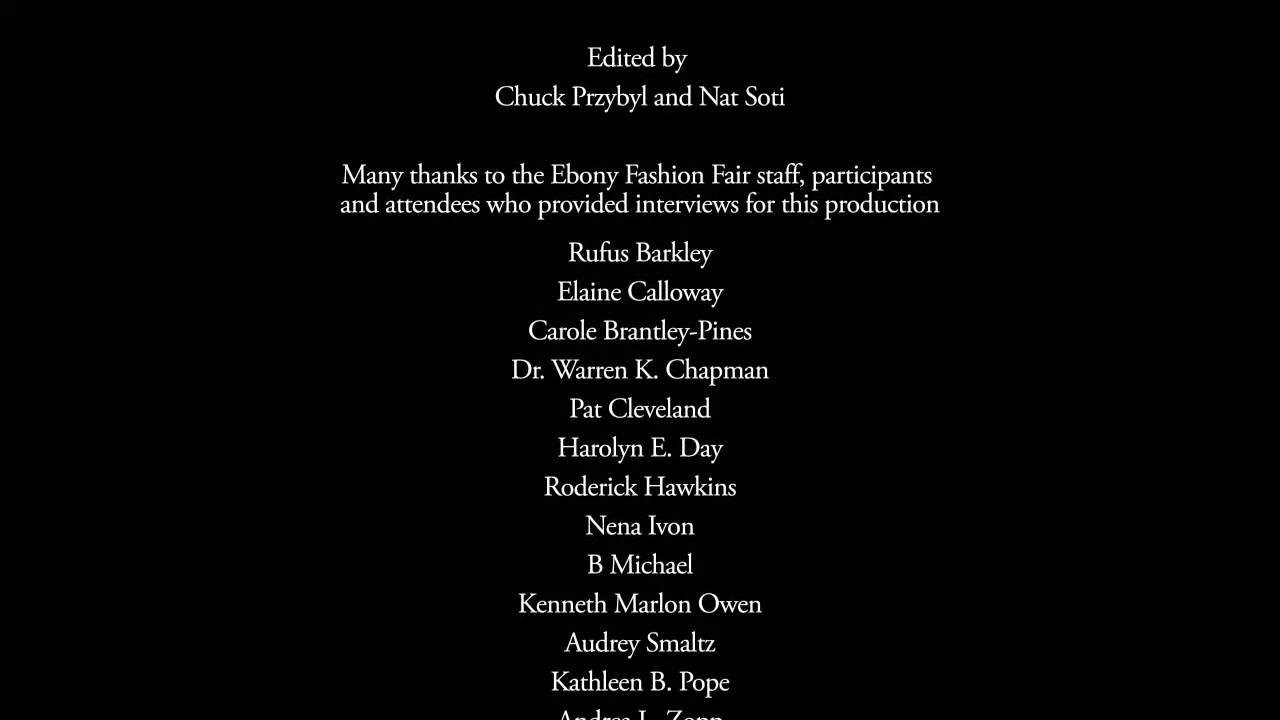 Edited by
Chuck Przybyl and Nat Soti
Many thanks to the Ebony Fashion Fair staff, participants
and attendees who provided interviews for this production
Rufus Barkley
Elaine Calloway
Carole Brantley-Pines
Dr. Warren K. Chapman
Pat Cleveland
Harolyn E. Day
Roderick Hawkins
Nena Ivon
B Michael
Kenneth Marlon Owen
Audrey Smaltz
Kathleen B. Pope
Andrea L. Zopp